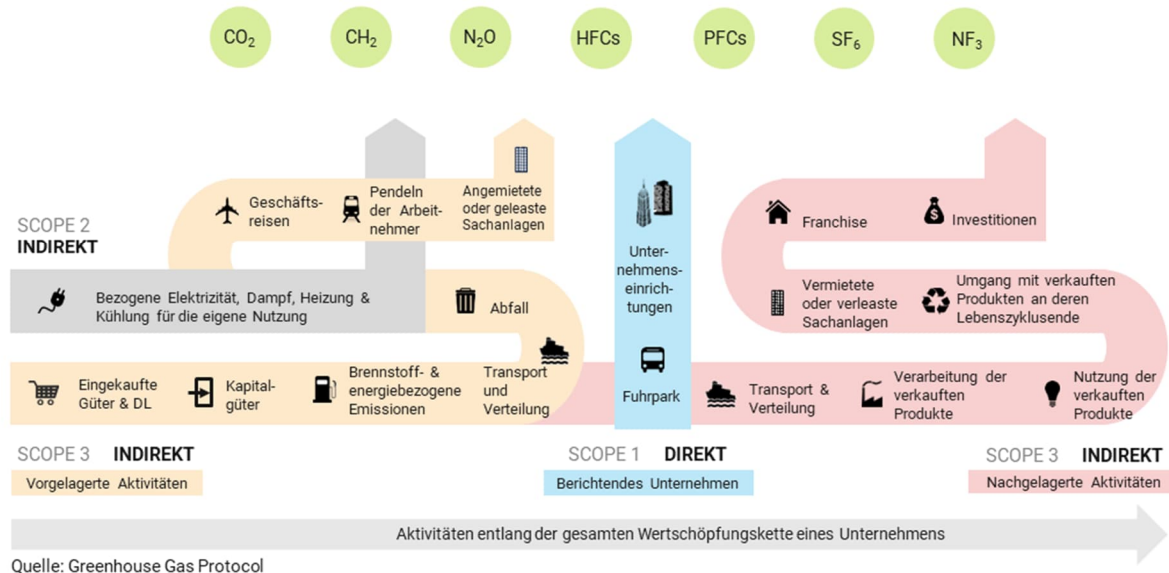 CO₂
CH₂
N₂O
HFCs
PFCs
SF₆
NF₃
SCOPE 2
INDIREKT
Geschäfts-
reisen
Pendeln
der Arbeit-
nehmer
Angemietete
oder geleaste
Sachanlagen
Bezogene Elektrizität, Dampf, Heizung &
Kühlung für die eigene Nutzung
Abfall
Eingekaufte
Güter & DL
Kapital-
güter
Brennstoff- &
energiebezogene
Emissionen
Transport
und
Verteilung
Unter-
nehmens-
einrich-
tungen
Fuhrpark
Franchise
Investitionen
Vermietete
oder verleaste
Sachanlagen
Umgang mit verkauften
Produkten an deren
Lebenszyklusende
Transport &
Verteilung
Verarbeitung der
verkauften
Produkte
Nutzung der
verkauften
Produkte
SCOPE 3 INDIREKT
Vorgelagerte Aktivitäten
SCOPE 1 DIREKT
Berichtendes Unternehmen
SCOPE 3 INDIREKT
Nachgelagerte Aktivitäten
Aktivitäten entlang der gesamten Wertschöpfungskette eines Unternehmens
Quelle: Greenhouse Gas Protocol